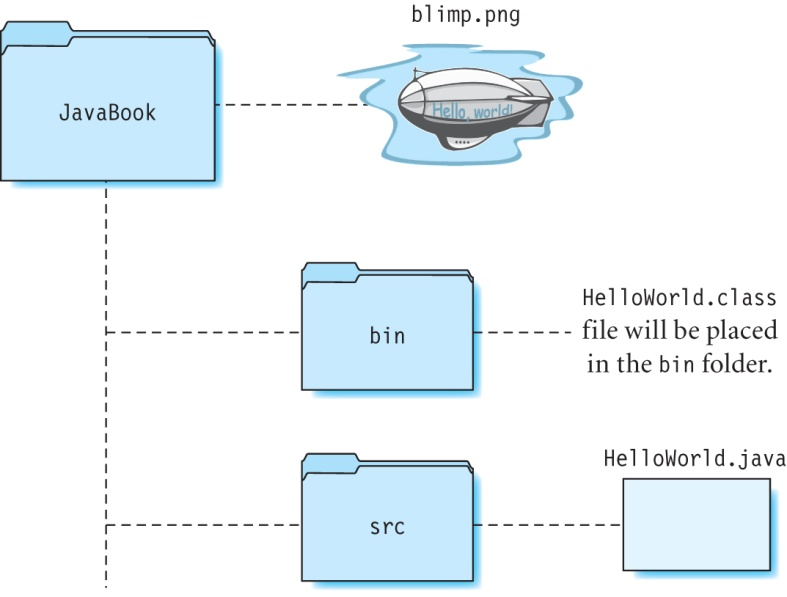 blimp.png
JavaBook
Hello, world!
bin
HelloWorld.class
file will be placed
in the bin folder.
HelloWorld.java
src